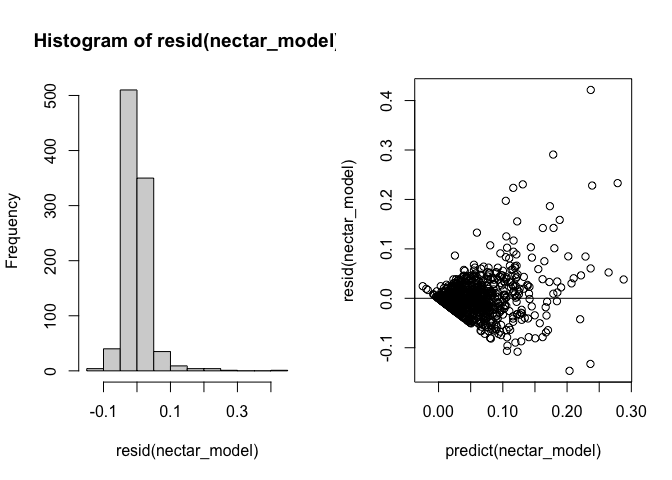 Histogram of resid(nectar_model)
Frequency
0 100 200 300 400 500
-0.1 0.1 0.3
resid(nectar_model)
resid(nectar_model)
-0.1 0.0 0.1 0.2 0.3 0.4
0.00 0.10 0.20 0.30
predict(nectar_model)